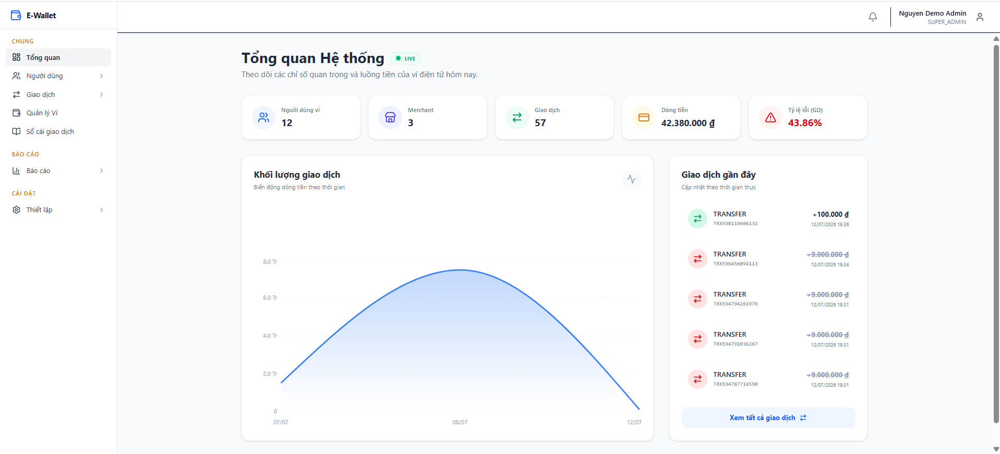 E-Wallet
Nguyen Demo Admin
SUPER_ADMIN
CHUNG
Tổng quan
Người dùng
Giao dịch
Quản lý Ví
Sổ cái giao dịch
BÁO CÁO
Báo cáo
CÀI ĐẶT
Thiết lập
Tổng quan Hệ thống
LIVE
Theo dõi các chỉ số quan trọng và luồng tiền của ví điện tử hôm nay.
Người dùng ví
12
Merchant
3
Giao dịch
57
Dòng tiền
42.380.000 ₫
Tỷ lệ lỗi (GD)
43.86%
Khối lượng giao dịch
Biến động dòng tiền theo thời gian
8.0 Tr
6.0 Tr
4.0 Tr
2.0 Tr
0
07/07
08/07
12/07
Giao dịch gần đây
Cập nhật theo thời gian thực
TRANSFER
+100.000 ₫
TRX598119606131
12/07/2026 19:36
TRANSFER
+9.000.000 ₫
TRX596456094113
12/07/2026 19:34
TRANSFER
+9.000.000 ₫
TRX594794261976
12/07/2026 19:31
TRANSFER
+9.000.000 ₫
TRX594791036267
12/07/2026 19:31
TRANSFER
+9.000.000 ₫
TRX594787714590
12/07/2026 19:31
Xem tất cả giao dịch